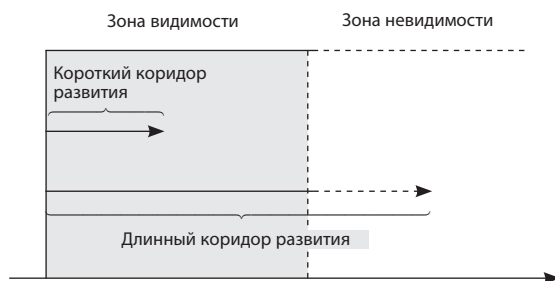 Зона видимости
Зона невидимости
Короткий коридор
развития
Длинный коридор развития